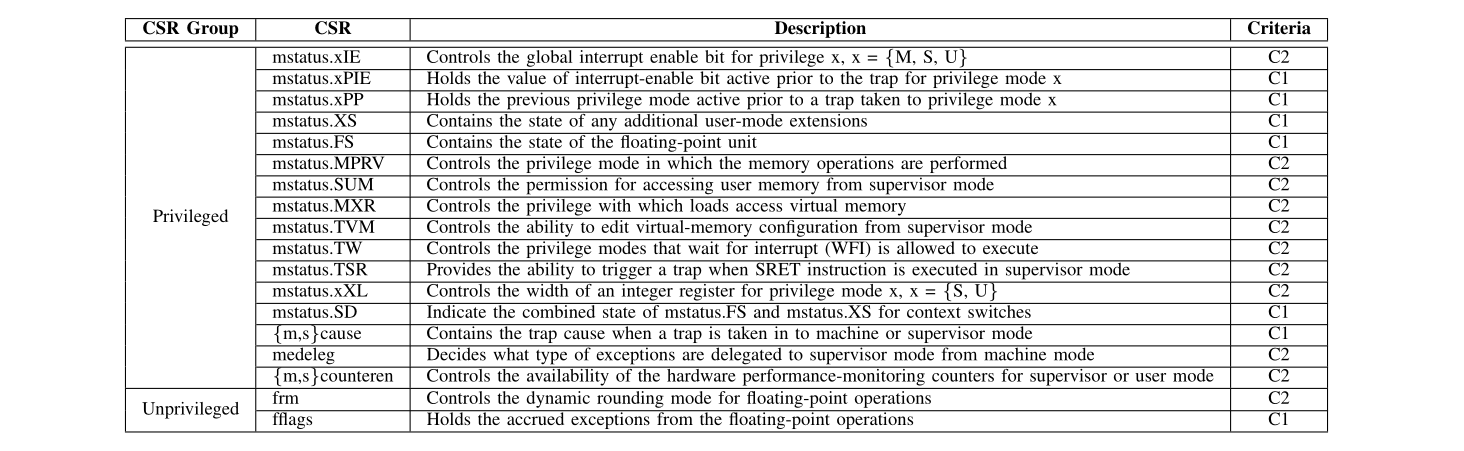 CSR Group CSR Description Criteria
mstatus.xIE Controls the global interrupt enable bit for privilege x, x = {M, S, U} C2
mstatus.xPIE Holds the value of interrupt-enable bit active prior to the trap for privilege mode x C1
mstatus.xPP Holds the previous privilege mode active prior to a trap taken to privilege mode x C1
mstatus.XS Contains the state of any additional user-mode extensions C1
mstatus.FS Contains the state of the floating-point unit C1
mstatus.MPRV Controls the privilege mode in which the memory operations are performed C2
mstatus.SUM Controls the permission for accessing user memory from supervisor mode C2
mstatus.MXR Controls the privilege with which loads access virtual memory C2
Privileged
mstatus.TVM Controls the ability to edit virtual-memory configuration from supervisor mode C2
mstatus.TW Controls the privilege modes that wait for interrupt (WFI) is allowed to execute C2
mstatus.TSR Provides the ability to trigger a trap when SRET instruction is executed in supervisor mode C2
mstatus.xXL Controls the width of an integer register for privilege mode x, x = {S, U} C2
mstatus.SD Indicate the combined state of mstatus.FS and mstatus.XS for context switches C1
{m,s}cause Contains the trap cause when a trap is taken in to machine or supervisor mode C1
medeleg Decides what type of exceptions are delegated to supervisor mode from machine mode C2
{m,s}counteren Controls the availability of the hardware performance-monitoring counters for supervisor or user mode C2
frm Controls the dynamic rounding mode for floating-point operations C2
Unprivileged
fflags Holds the accrued exceptions from the floating-point operations C1